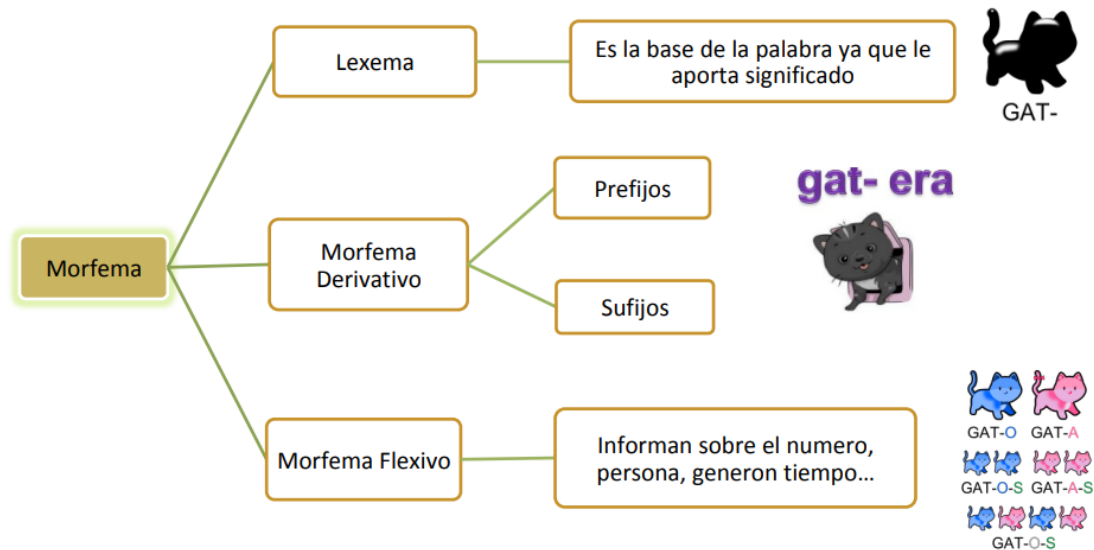 Lexema
Es la base de la palabra ya que le
aporta significado
GAT-
Prefijos
gat- era
Morfema
Morfema
Derivativo
Sufijos
GAT-O GAT-A
Morfema Flexivo
Informan sobre el numero,
persona, generon tiempo...
GAT-O-S GAT-A-S
GAT-O-S